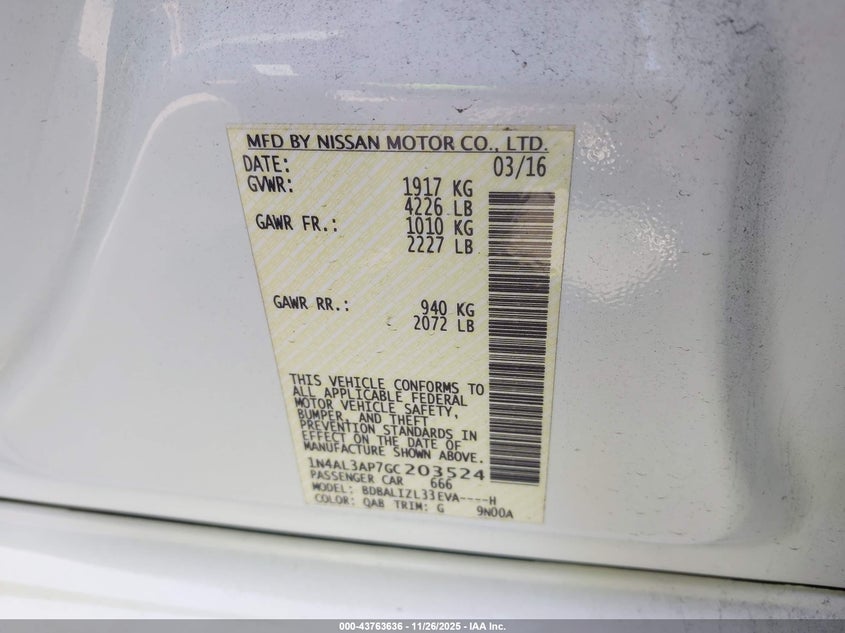 MFD BY NISSAN MOTOR CO., LTD.
DATE: 03/16
GVWR: 1917 KG
4226 LB
GAWR FR.: 1010 KG
2227 LB
GAWR RR.: 940 KG
2072 LB
THIS VEHICLE CONFORMS TO
ALL APPLICABLE FEDERAL
MOTOR VEHICLE SAFETY,
BUMPER, AND THEFT
PREVENTION STANDARDS IN
EFFECT ON THE DATE OF
MANUFACTURE SHOWN ABOVE.
1N4AL3AP7GC203524
PASSENGER CAR 666
MODEL: BDBALIZL33EVA----H
COLOR: QAB TRIM: G 9N00A
000-43763636 - 11/26/2025 - IAA Inc.